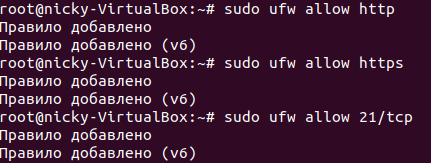 root@nicky-VirtualBox:~# sudo ufw allow http
Правило добавлено
Правило добавлено (v6)
root@nicky-VirtualBox:~# sudo ufw allow https
Правило добавлено
Правило добавлено (v6)
root@nicky-VirtualBox:~# sudo ufw allow 21/tcp
Правило добавлено
Правило добавлено (v6)